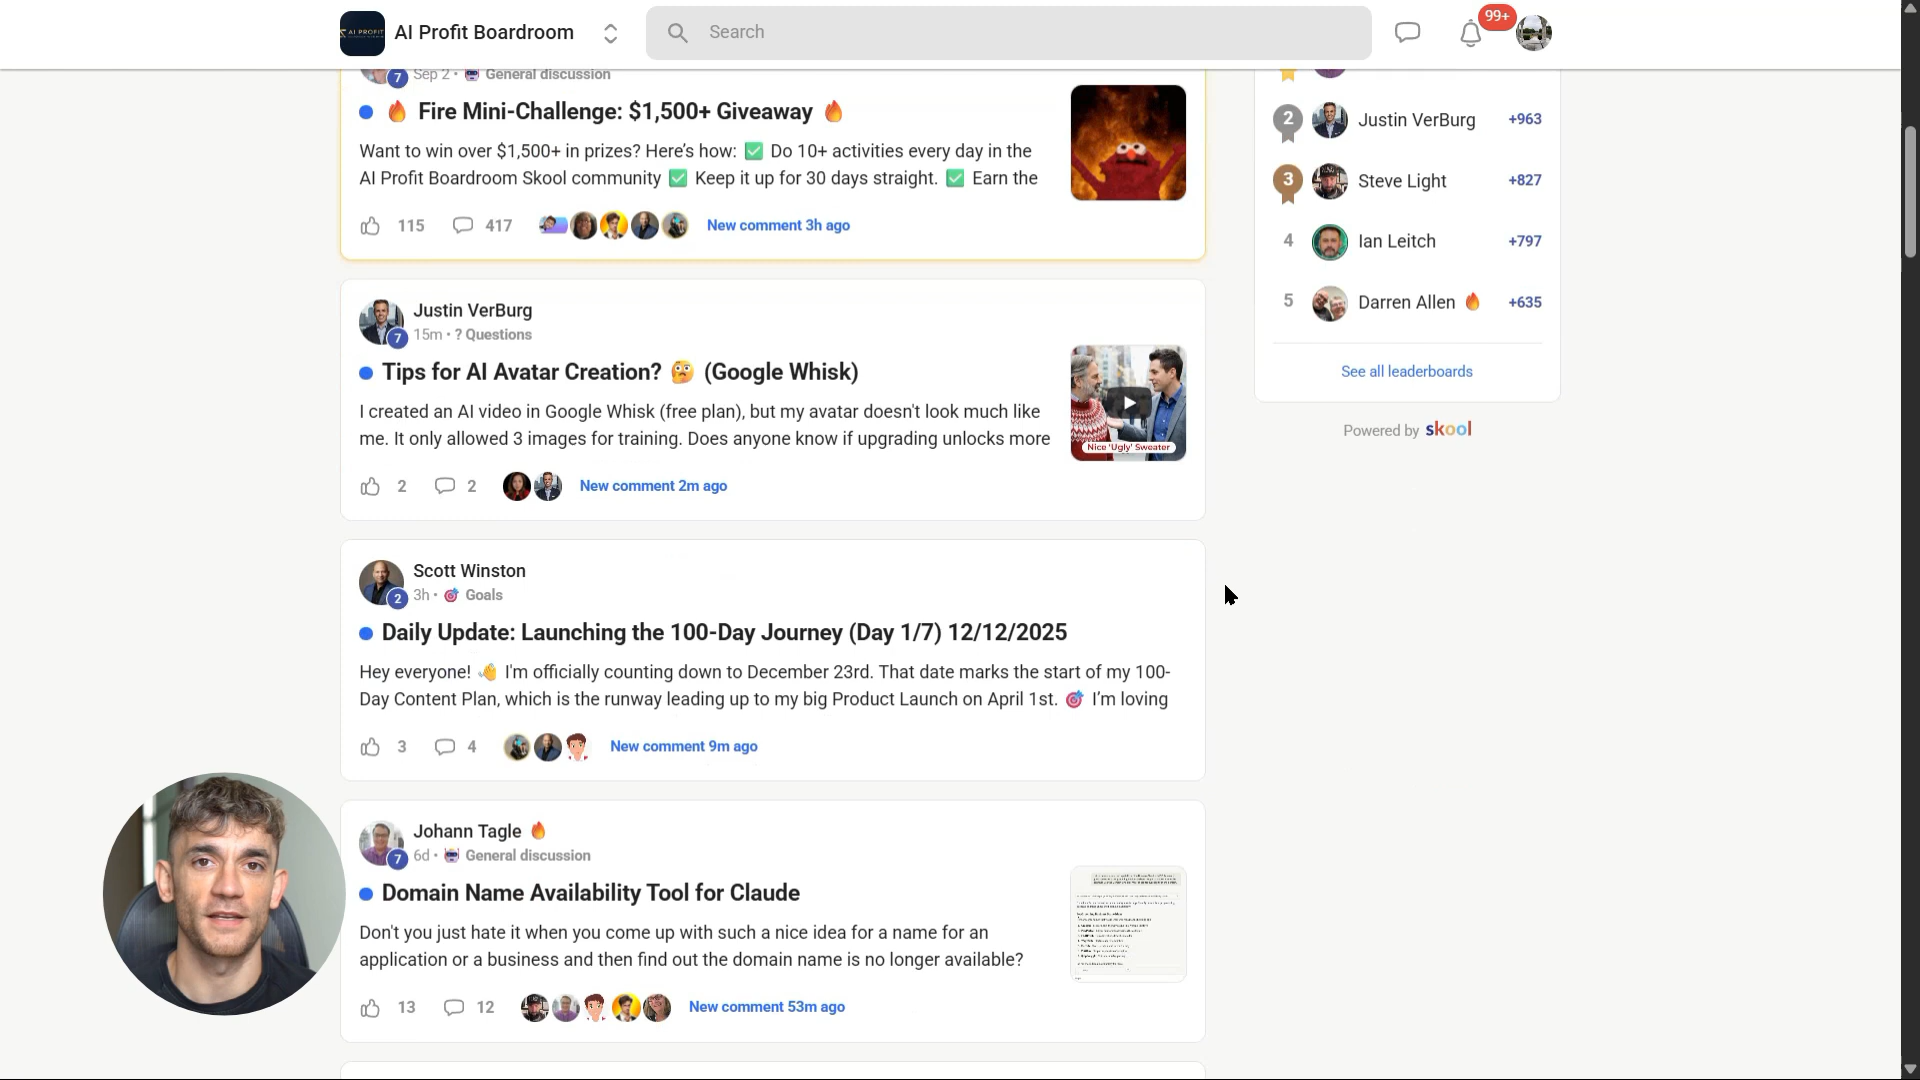 AI PROFIT
AI Profit Boardroom
Search
99+
7
Sep 2 • General discussion
🔥 Fire Mini-Challenge: $1,500+ Giveaway 🔥
Want to win over $1,500+ in prizes? Here’s how: ✅ Do 10+ activities every day in the
AI Profit Boardroom Skool community ✅ Keep it up for 30 days straight. ✅ Earn the
115 417 New comment 3h ago
Justin VerBurg
7
15m • ? Questions
Tips for AI Avatar Creation? 🤔 (Google Whisk)
I created an AI video in Google Whisk (free plan), but my avatar doesn't look much like
me. It only allowed 3 images for training. Does anyone know if upgrading unlocks more
Nice 'Ugly' Sweater
2 2 New comment 2m ago
Scott Winston
2
3h • 🎯 Goals
Daily Update: Launching the 100-Day Journey (Day 1/7) 12/12/2025
Hey everyone! 👋 I'm officially counting down to December 23rd. That date marks the start of my 100-
Day Content Plan, which is the runway leading up to my big Product Launch on April 1st. 🎯 I’m loving
3 4 New comment 9m ago
Johann Tagle 🔥
7
6d • General discussion
Domain Name Availability Tool for Claude
Don't you just hate it when you come up with such a nice idea for a name for an
application or a business and then find out the domain name is no longer available?
13 12 New comment 53m ago
2 Justin VerBurg +963
3 Steve Light +827
4 Ian Leitch +797
5 Darren Allen 🔥 +635
See all leaderboards
Powered by skool